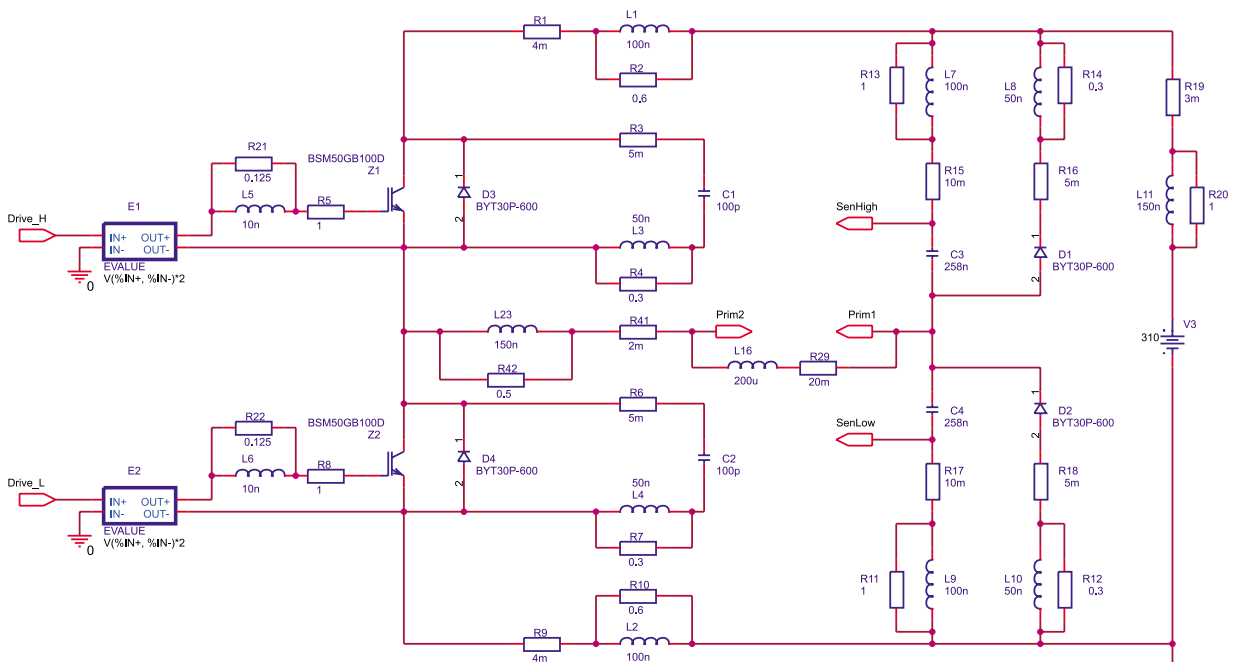 R1
4m
L1
100n
R2
0.6
R13
1
L7
100n
L8
50n
R14
0.3
R19
3m
R3
5m
R21
0.125
L5
10n
R5
1
BSM50GB100D
Z1
1
D3
2
BYT30P-600
C1
100p
R15
10m
R16
5m
L11
150n
R20
1
Drive_H
E1
IN+
OUT+
IN-
OUT-
0
EVALUE
V(%IN+, %IN-)*2
50n
L3
R4
0.3
SenHigh
C3
258n
1
D1
2
BYT30P-600
L23
150n
R41
2m
Prim2
Prim1
R42
0.5
L16
200u
R29
20m
V3
310
R6
5m
R22
0.125
L6
10n
R8
1
BSM50GB100D
Z2
1
D4
2
BYT30P-600
C2
100p
C4
258n
SenLow
1
D2
2
BYT30P-600
Drive_L
E2
IN+
OUT+
IN-
OUT-
0
EVALUE
V(%IN+, %IN-)*2
50n
L4
R7
0.3
R17
10m
R18
5m
R10
0.6
R9
4m
L2
100n
R11
1
L9
100n
L10
50n
R12
0.3